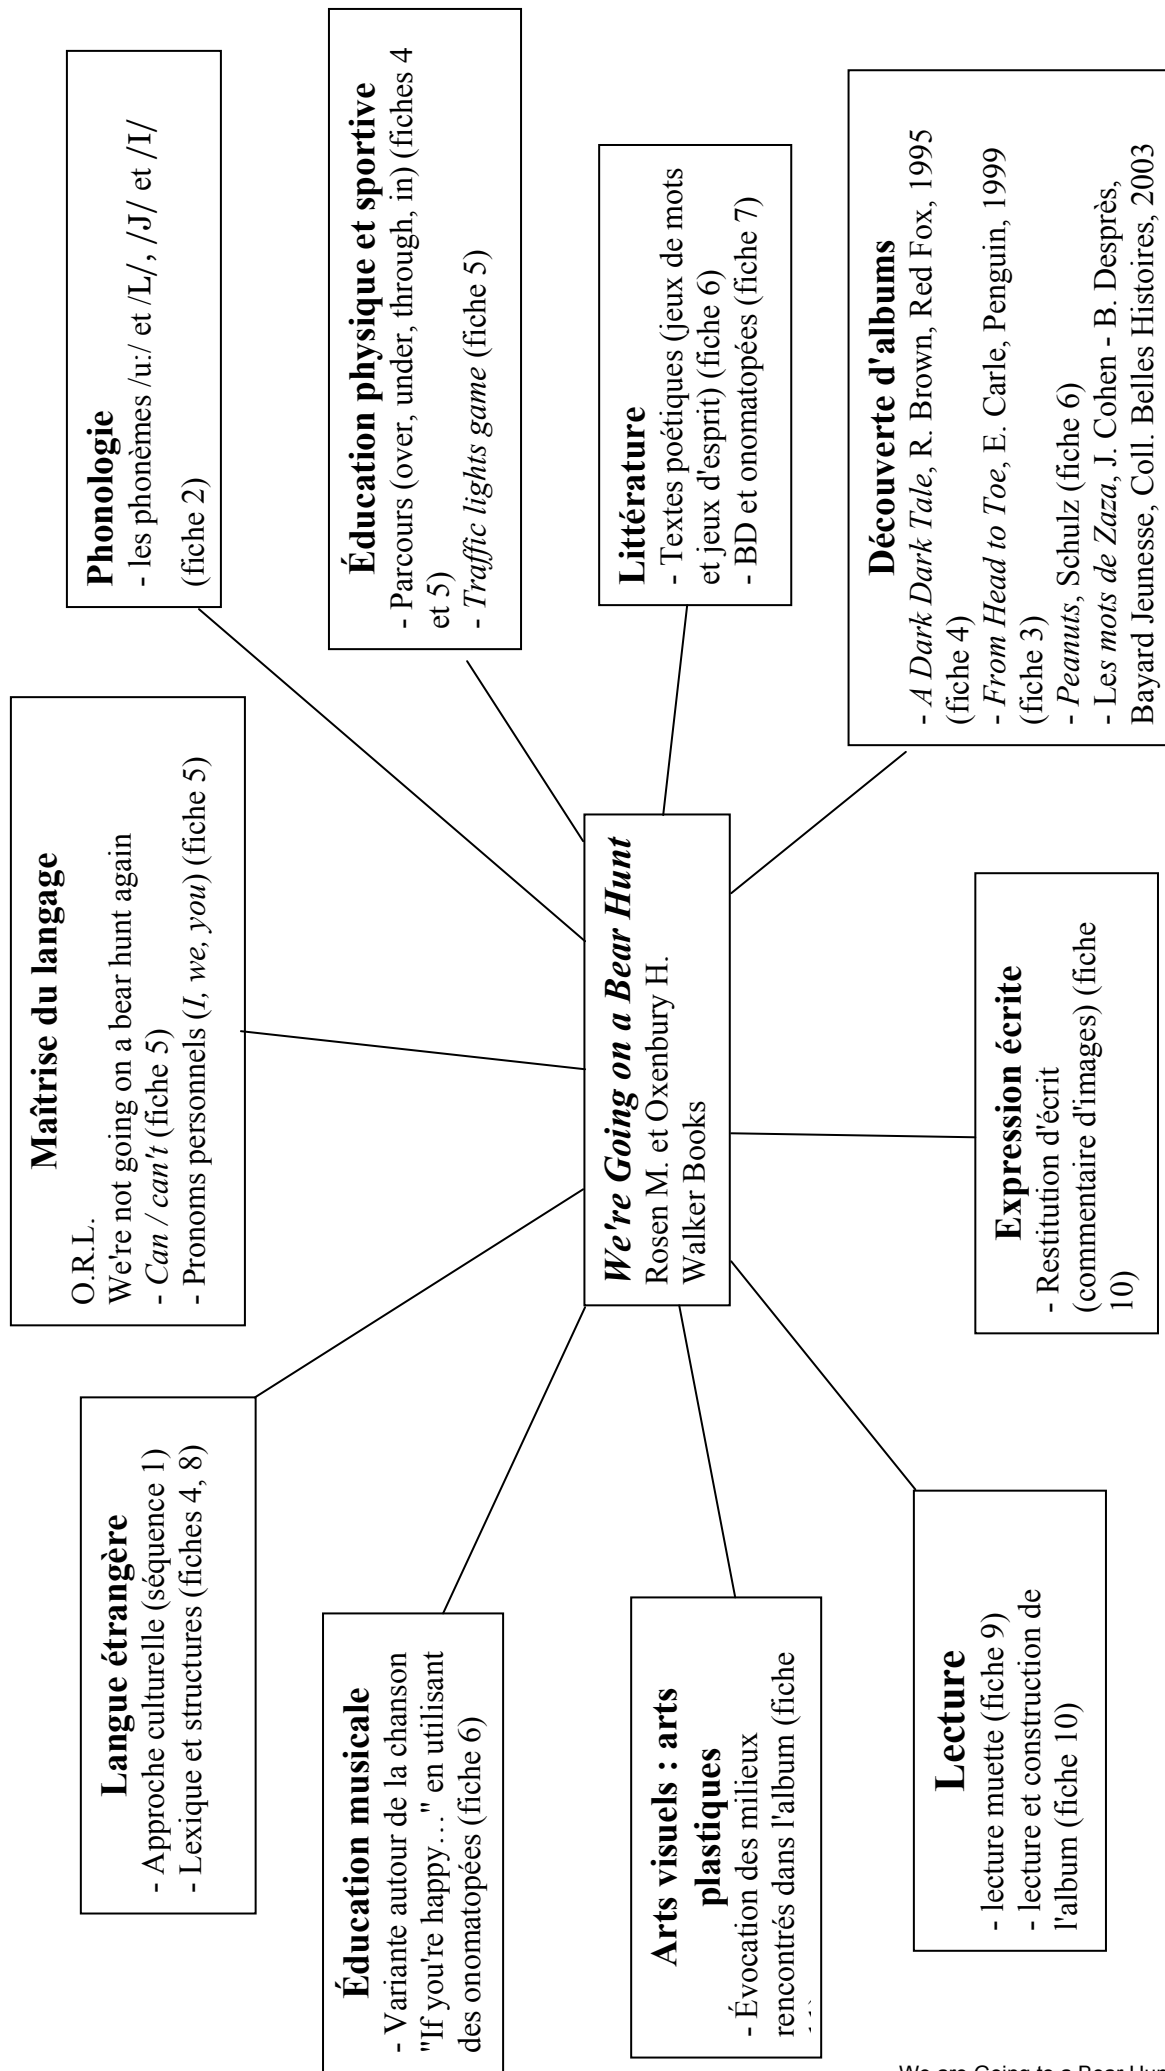 Langue étrangère
- Approche culturelle (séquence 1)
- Lexique et structures (fiches 4, 8)
Maîtrise du langage
O.R.L.
We're not going on a bear hunt again
- Can / can't (fiche 5)
- Pronoms personnels (I, we, you) (fiche 5)
Phonologie
- les phonèmes /u:/ et /L/, /J/ et /I/
(fiche 2)
Éducation musicale
- Variante autour de la chanson
"If you're happy…" en utilisant
des onomatopées (fiche 6)
Éducation physique et sportive
- Parcours (over, under, through, in) (fiches 4
et 5)
- Traffic lights game (fiche 5)
We're Going on a Bear Hunt
Rosen M. et Oxenbury H.
Walker Books
Littérature
- Textes poétiques (jeux de mots
et jeux d'esprit) (fiche 6)
- BD et onomatopées (fiche 7)
Arts visuels : arts
plastiques
- Évocation des milieux
rencontrés dans l'album (fiche
Lecture
- lecture muette (fiche 9)
- lecture et construction de
l'album (fiche 10)
Expression écrite
- Restitution d'écrit
(commentaire d'images) (fiche
10)
Découverte d'albums
- A Dark Dark Tale, R. Brown, Red Fox, 1995
(fiche 4)
- From Head to Toe, E. Carle, Penguin, 1999
(fiche 3)
- Peanuts, Schulz (fiche 6)
- Les mots de Zaza, J. Cohen - B. Desprès,
Bayard Jeunesse, Coll. Belles Histoires, 2003